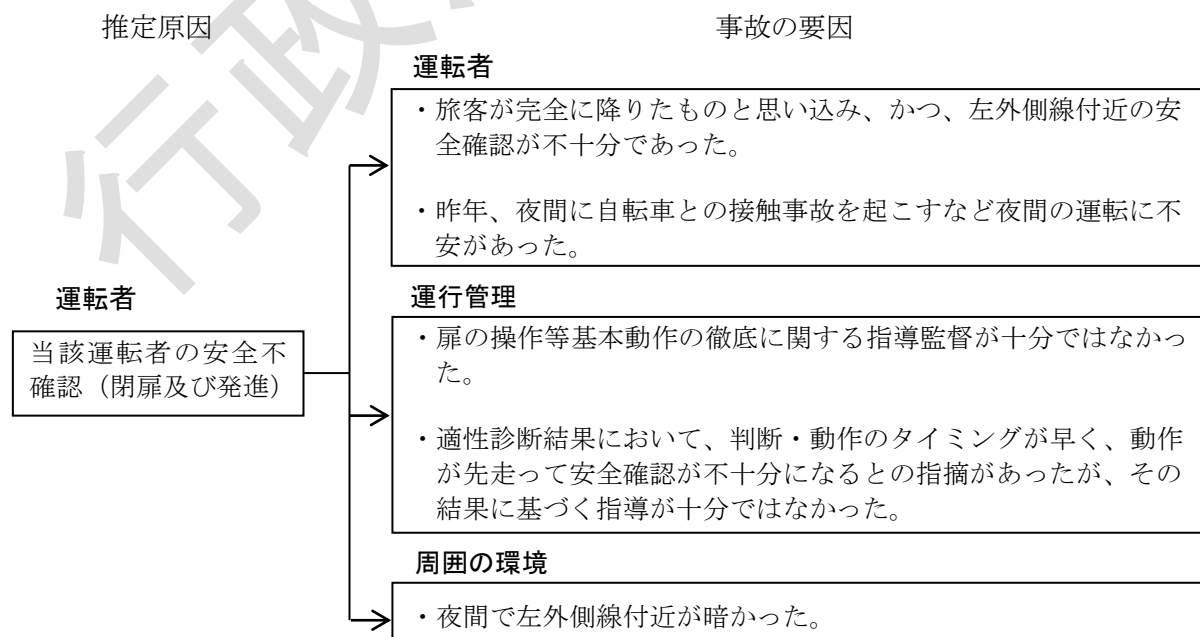 推定原因
事故の要因
運転者
・旅客が完全に降りたものと思い込み、かつ、左外側線付近の安
全確認が不十分であった。
・昨年、夜間に自転車との接触事故を起こすなど夜間の運転に不
安があった。
運転者
当該運転者の安全不
確認（閉扉及び発進）
運行管理
・扉の操作等基本動作の徹底に関する指導監督が十分ではなかっ
た。
・適性診断結果において、判断・動作のタイミングが早く、動作
が先走って安全確認が不十分になるとの指摘があったが、その
結果に基づく指導が十分ではなかった。
周囲の環境
・夜間で左外側線付近が暗かった。
行政